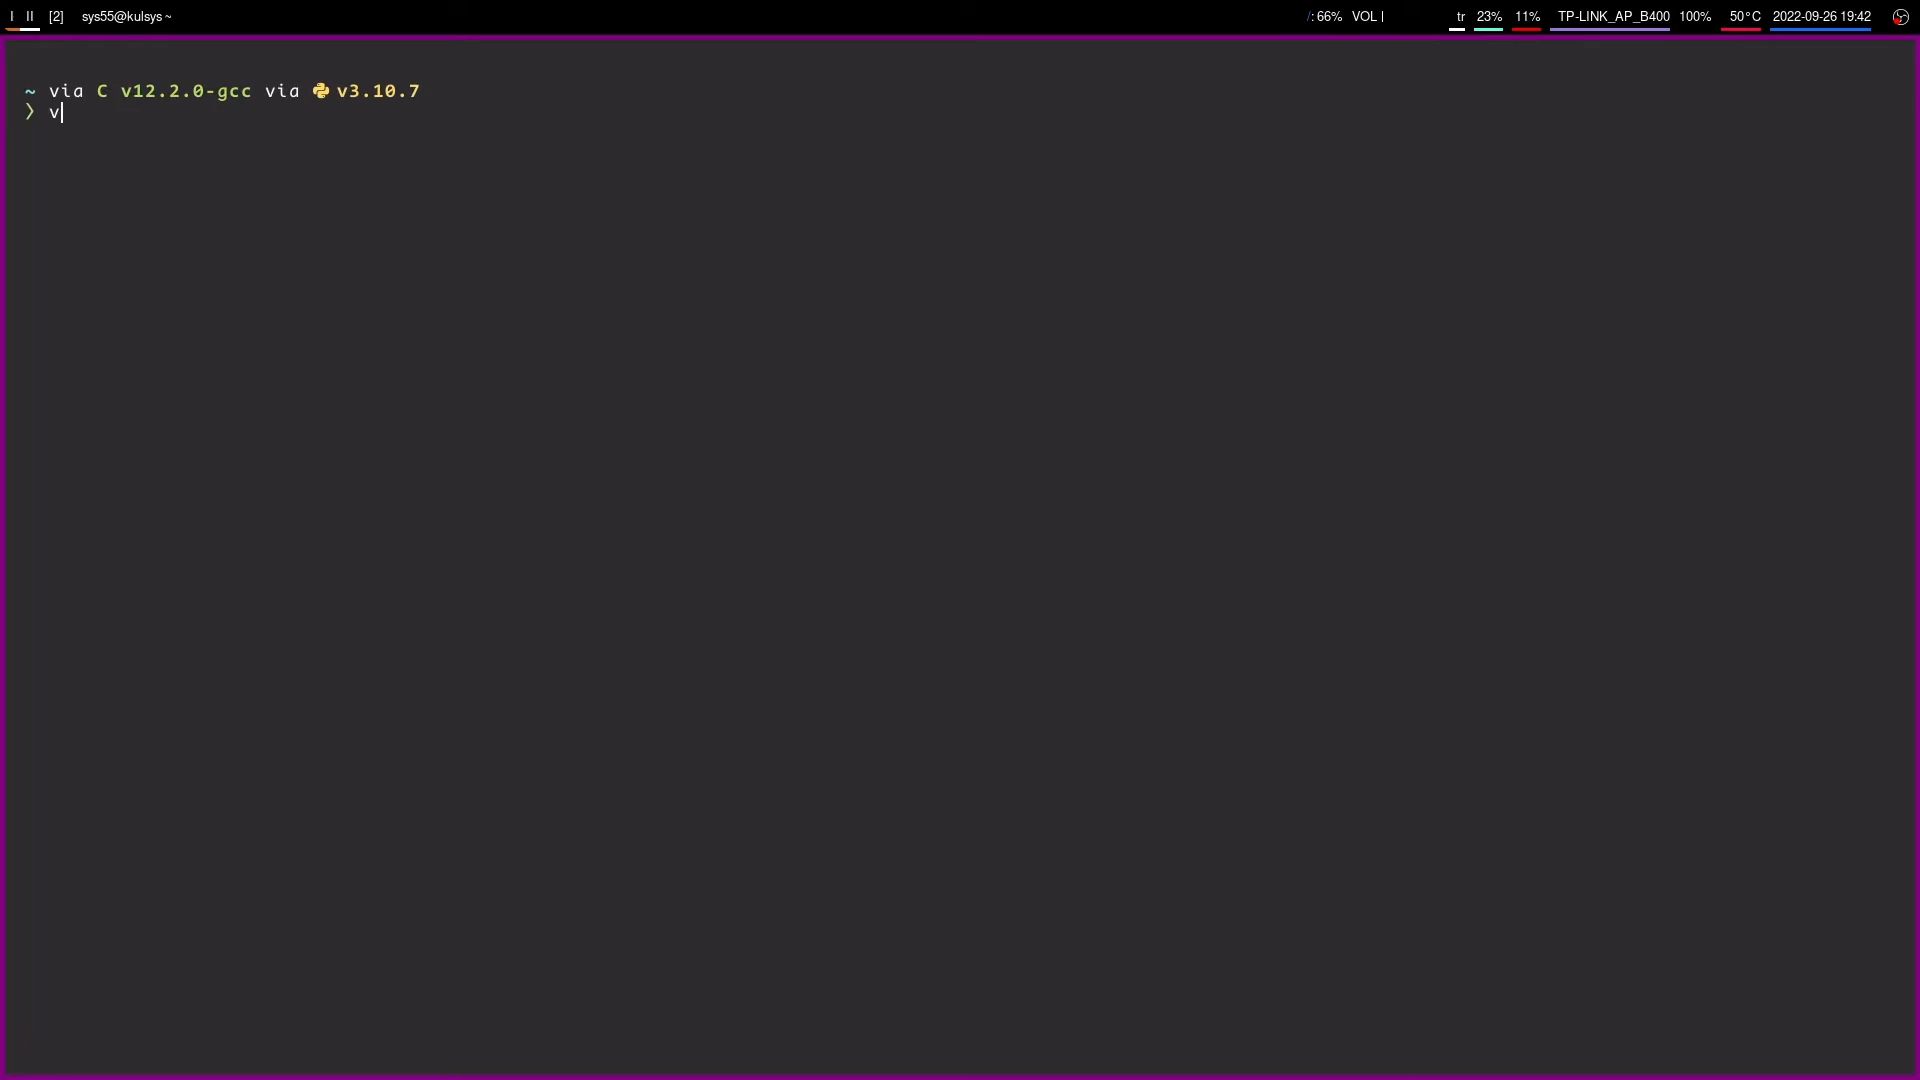 I II [2] sys55@kulsys ~ /: 66% VOL | tr 23% 11% TP-LINK_AP_B400 100% 50°C 2022-09-26 19:42
~ via C v12.2.0-gcc via v3.10.7
❯ v